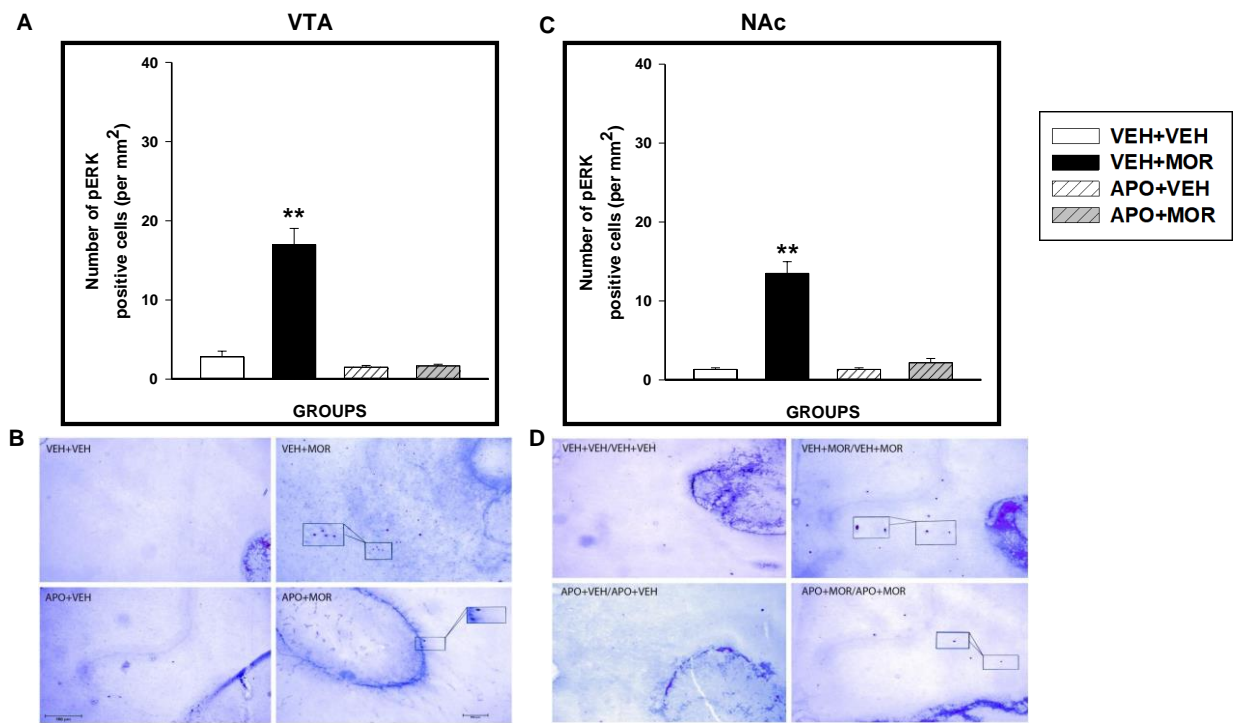 A
VTA
C
NAc
Number of pERK
positive cells (per mm2)
40
30
20
10
0
**
GROUPS
Number of pERK
positive cells (per mm2)
40
30
20
10
0
**
GROUPS
VEH+VEH
VEH+MOR
APO+VEH
APO+MOR
B
VEH+VEH
VEH+MOR
APO+VEH
APO+MOR
D
VEH+VEH/VEH+VEH
VEH+MOR/VEH+MOR
APO+VEH/APO+VEH
APO+MOR/APO+MOR